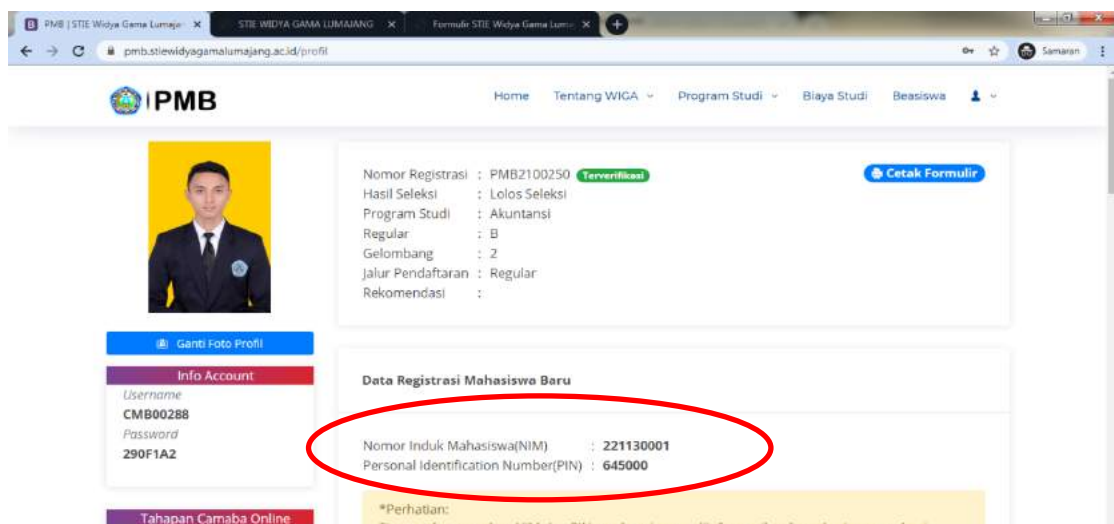 PMB | STIE Widya Gama Lumajan
STIE WIDYA GAMA LUMAJANG
Formulir STIE Widya Gama Luma
pmb.stiewidyagamalumajang.ac.id/profil
Samaran
PMB
Home Tentang WIGA Program Studi Biaya Studi Beasiswa
Nomor Registrasi : PMB2100250 Terverifikasi
Cetak Formulir
Hasil Seleksi : Lolos Seleksi
Program Studi : Akuntansi
Regular : B
Gelombang : 2
Jalur Pendaftaran : Regular
Rekomendasi :
Ganti Foto Profil
Info Account
Username
CMB00288
Password
290F1A2
Tahapan Camaba Online
Data Registrasi Mahasiswa Baru
Nomor Induk Mahasiswa(NIM) : 221130001
Personal Identification Number(PIN) : 645000
*Perhatian: